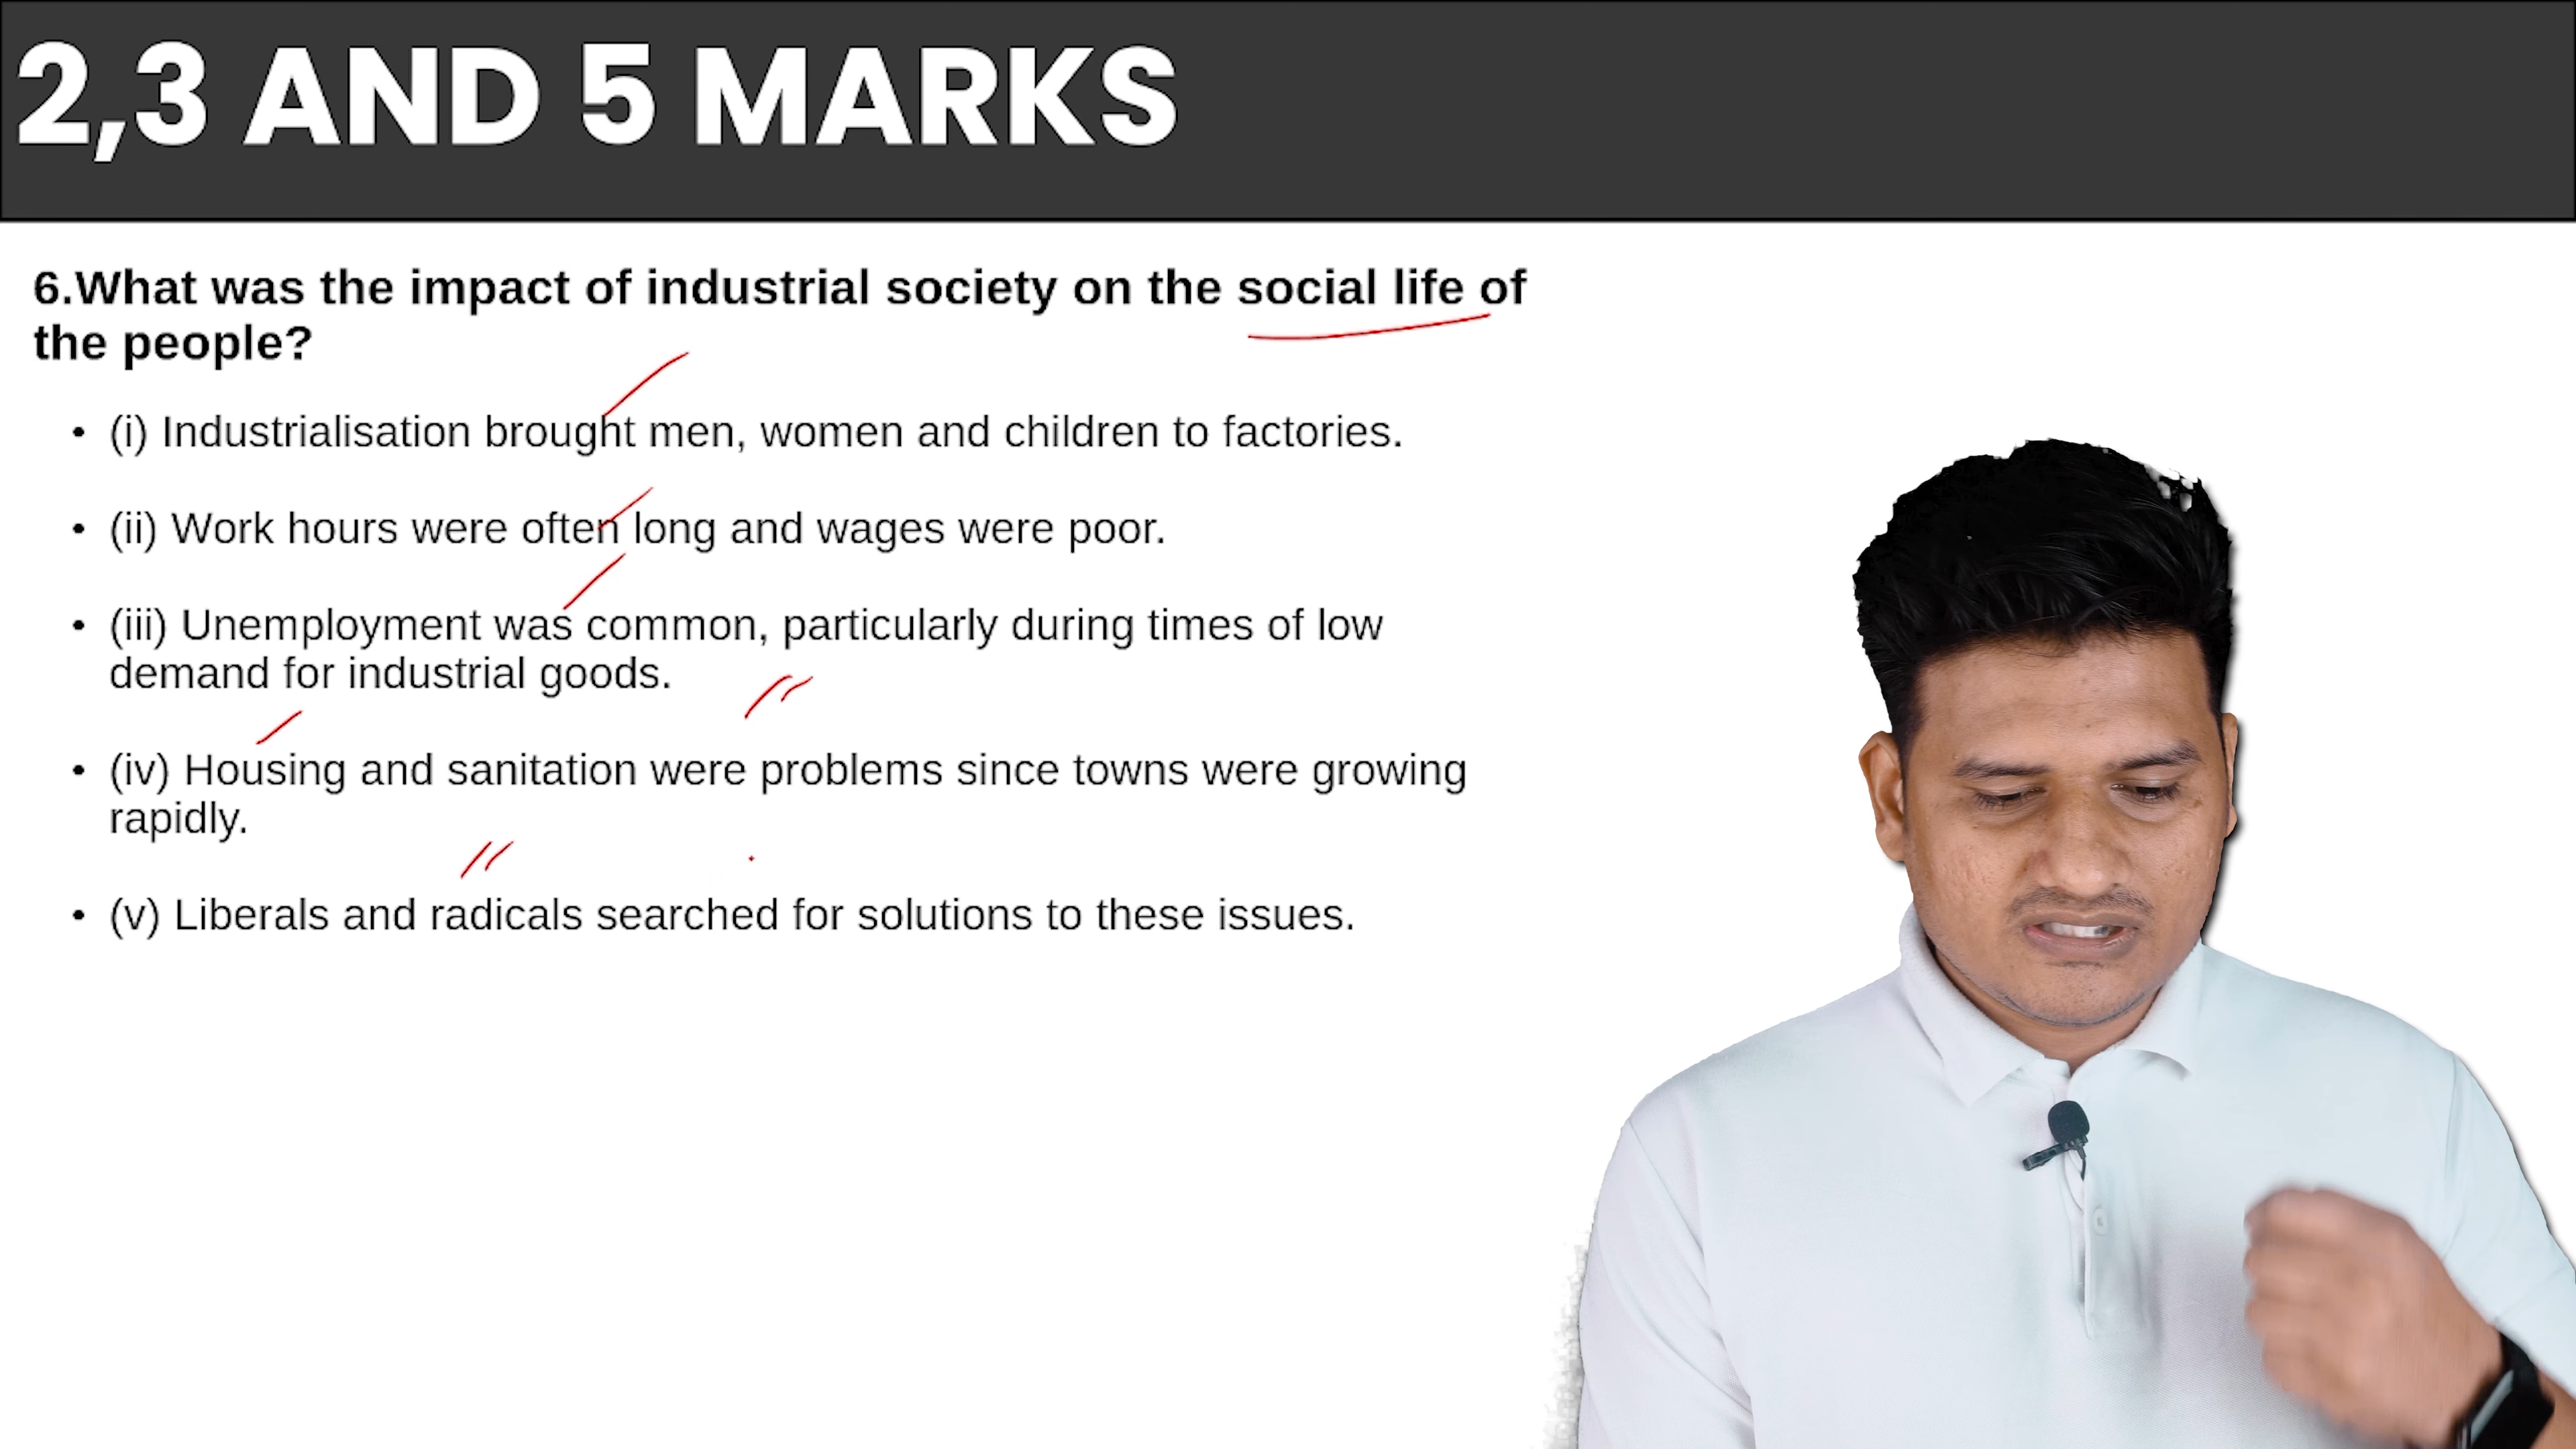 2,3 AND 5 MARKS
6.What was the impact of industrial society on the social life of
the people?
• (i) Industrialisation brought men, women and children to factories.
• (ii) Work hours were often long and wages were poor.
• (iii) Unemployment was common, particularly during times of low
demand for industrial goods.
• (iv) Housing and sanitation were problems since towns were growing
rapidly.
• (v) Liberals and radicals searched for solutions to these issues.